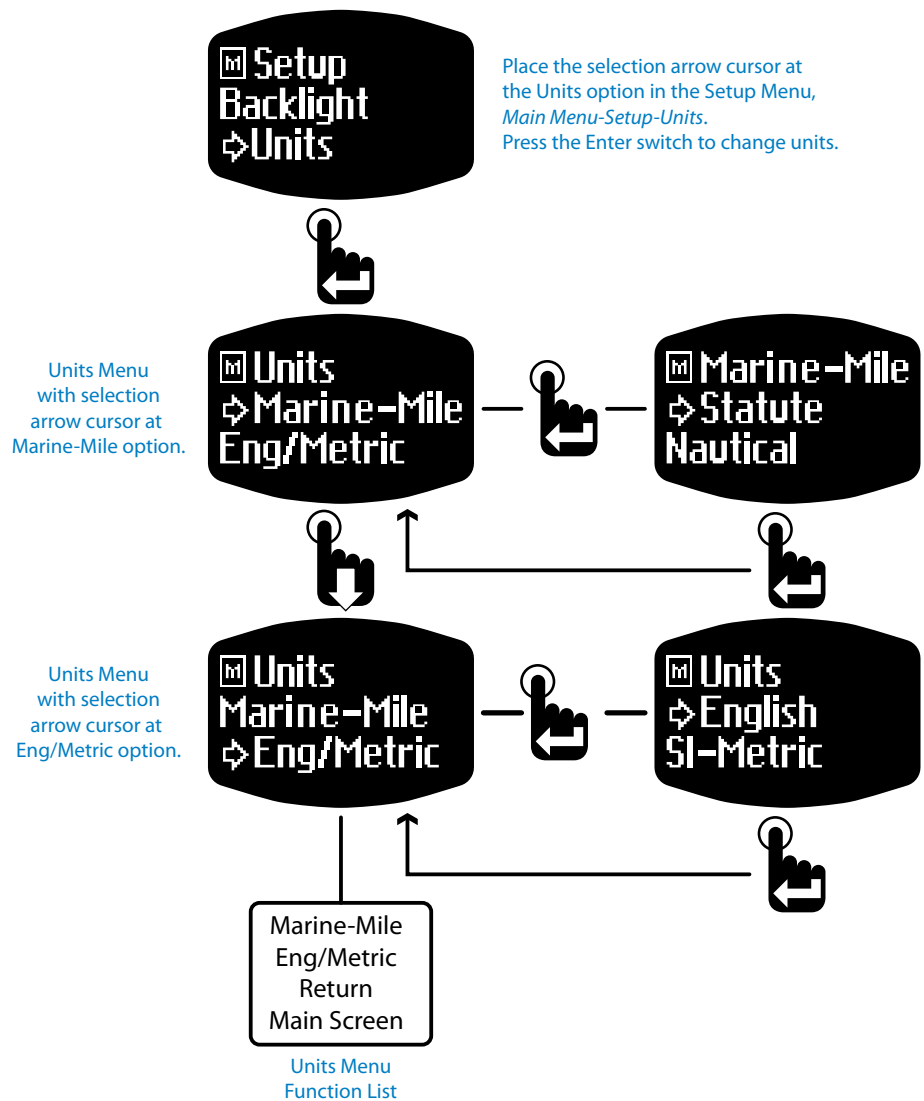 M Setup
Backlight
Units
Place the selection arrow cursor at
the Units option in the Setup Menu,
Main Menu-Setup-Units.
Press the Enter switch to change units.
Units Menu
with selection
arrow cursor at
Marine-Mile option.
M Units
Marine-Mile
Eng/Metric
M Marine-Mile
Statute
Nautical
Units Menu
with selection
arrow cursor at
Eng/Metric option.
M Units
Marine-Mile
Eng/Metric
M Units
English
SI-Metric
Marine-Mile
Eng/Metric
Return
Main Screen
Units Menu
Function List